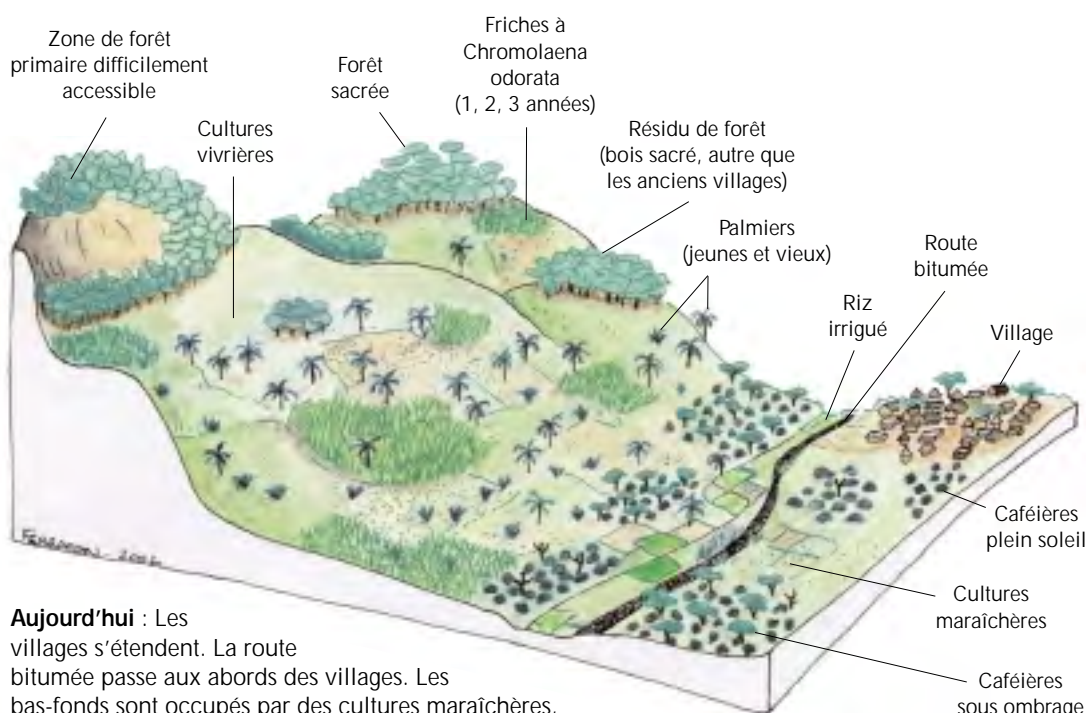 Zone de forêt
primaire difficilement
accessible
Forêt
sacrée
Friches à
Chromolaena
odorata
(1, 2, 3 années)
Cultures
vivrières
Résidu de forêt
(bois sacré, autre que
les anciens villages)
Palmiers
(jeunes et vieux)
Route
bitumée
Riz
irrigué
Village
Caféières
plein soleil
Cultures
maraîchères
Caféières
sous ombrage
2002
Aujourd'hui : Les
villages s'étendent. La route
bitumée passe aux abords des villages. Les
bas-fonds sont occupés par des cultures maraîchères.